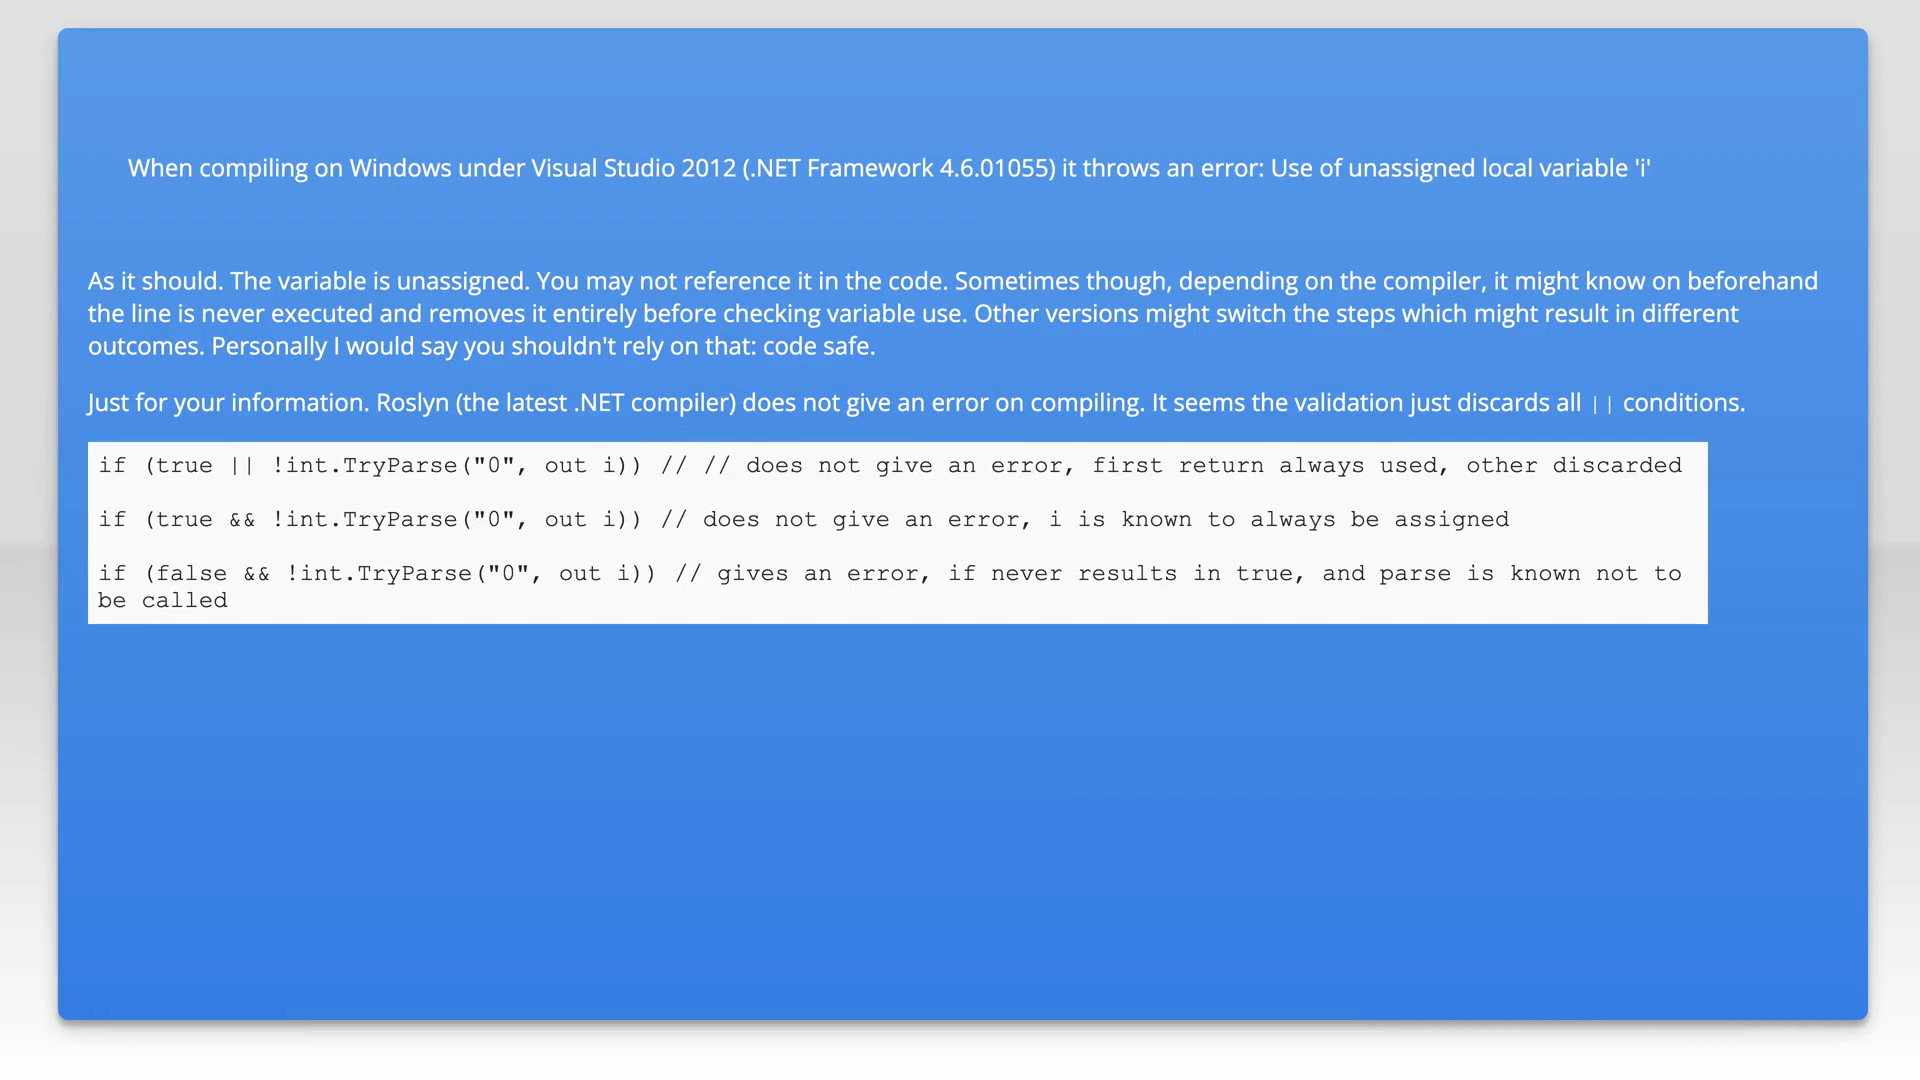 When compiling on Windows under Visual Studio 2012 (.NET Framework 4.6.01055) it throws an error: Use of unassigned local variable 'i'
As it should. The variable is unassigned. You may not reference it in the code. Sometimes though, depending on the compiler, it might know on beforehand
the line is never executed and removes it entirely before checking variable use. Other versions might switch the steps which might result in different
outcomes. Personally I would say you shouldn't rely on that: code safe.
Just for your information. Roslyn (the latest .NET compiler) does not give an error on compiling. It seems the validation just discards all || conditions.
if (true || !int.TryParse("0", out i)) // // does not give an error, first return always used, other discarded
if (true && !int.TryParse("0", out i)) // does not give an error, i is known to always be assigned
if (false && !int.TryParse("0", out i)) // gives an error, if never results in true, and parse is known not to
be called